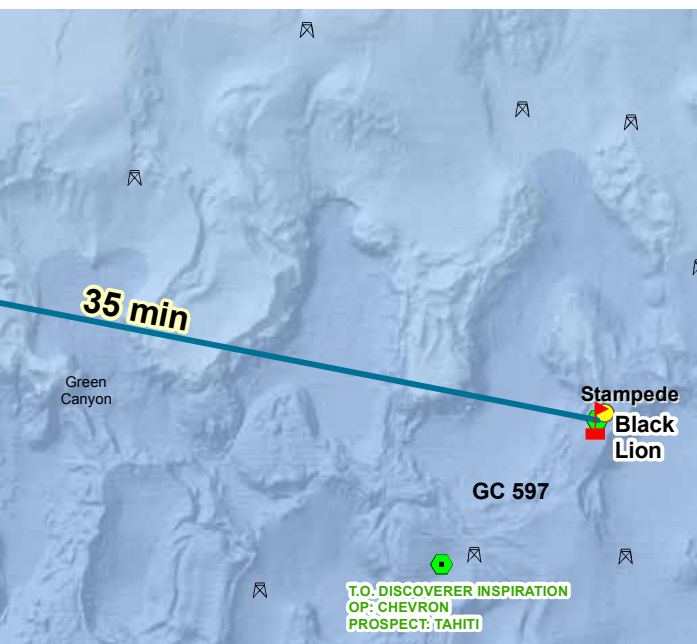 35 min
Green
Canyon
Stampede
Black
Lion
GC 597
T.O. DISCOVERER INSPIRATION
OP: CHEVRON
PROSPECT: TAHITI